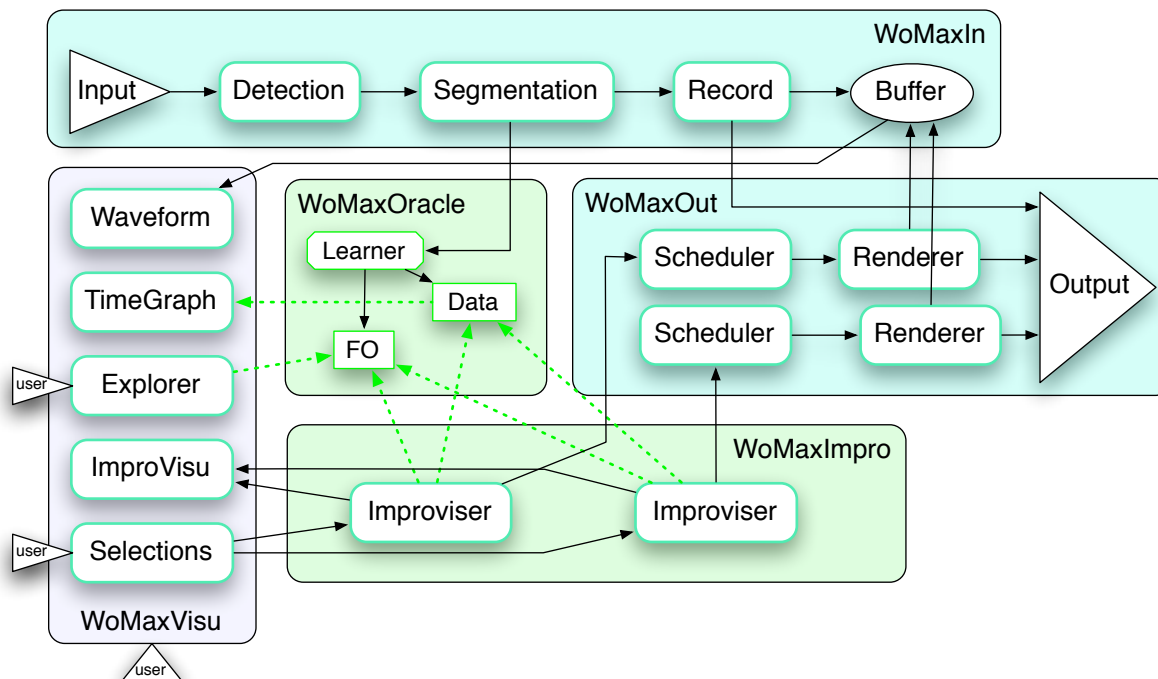 WoMaxIn
Input
Detection
Segmentation
Record
Buffer
Waveform
TimeGraph
Explorer
ImproVisu
Selections
WoMaxVisu
user
user
user
WoMaxOracle
Learner
Data
FO
WoMaxOut
Scheduler
Renderer
Scheduler
Renderer
Output
WoMaxImpro
Improviser
Improviser